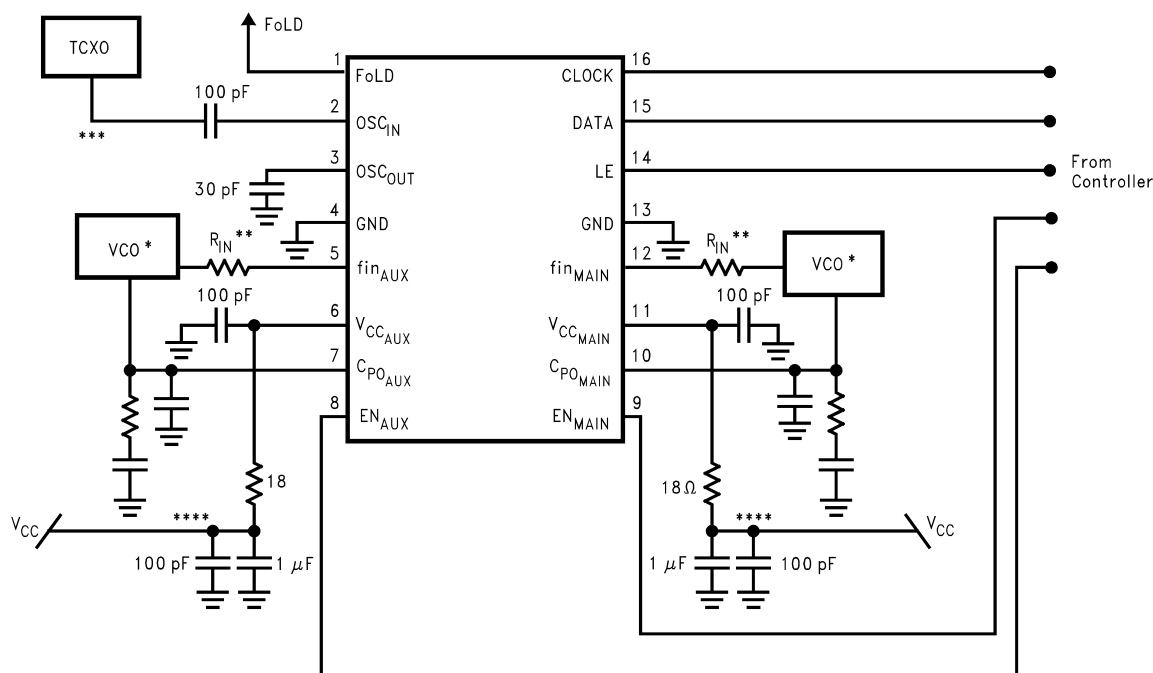 FoLD
TCXO
1
16
FoLD
CLOCK
100 pF
2
15
***
OSCIN
DATA
3
14
OSCOUT
LE
From
Controller
30 pF
4
13
GND
GND
RIN **
5
12
RIN **
VCO *
finAUX
finMAIN
VCO *
100 pF
6
11
100 pF
VCCAUX
VCCMAIN
7
10
CPOAUX
CPOMAIN
8
9
ENAUX
ENMAIN
18
18Ω
VCC
****
****
VCC
100 pF
1 μF
1 μF
100 pF